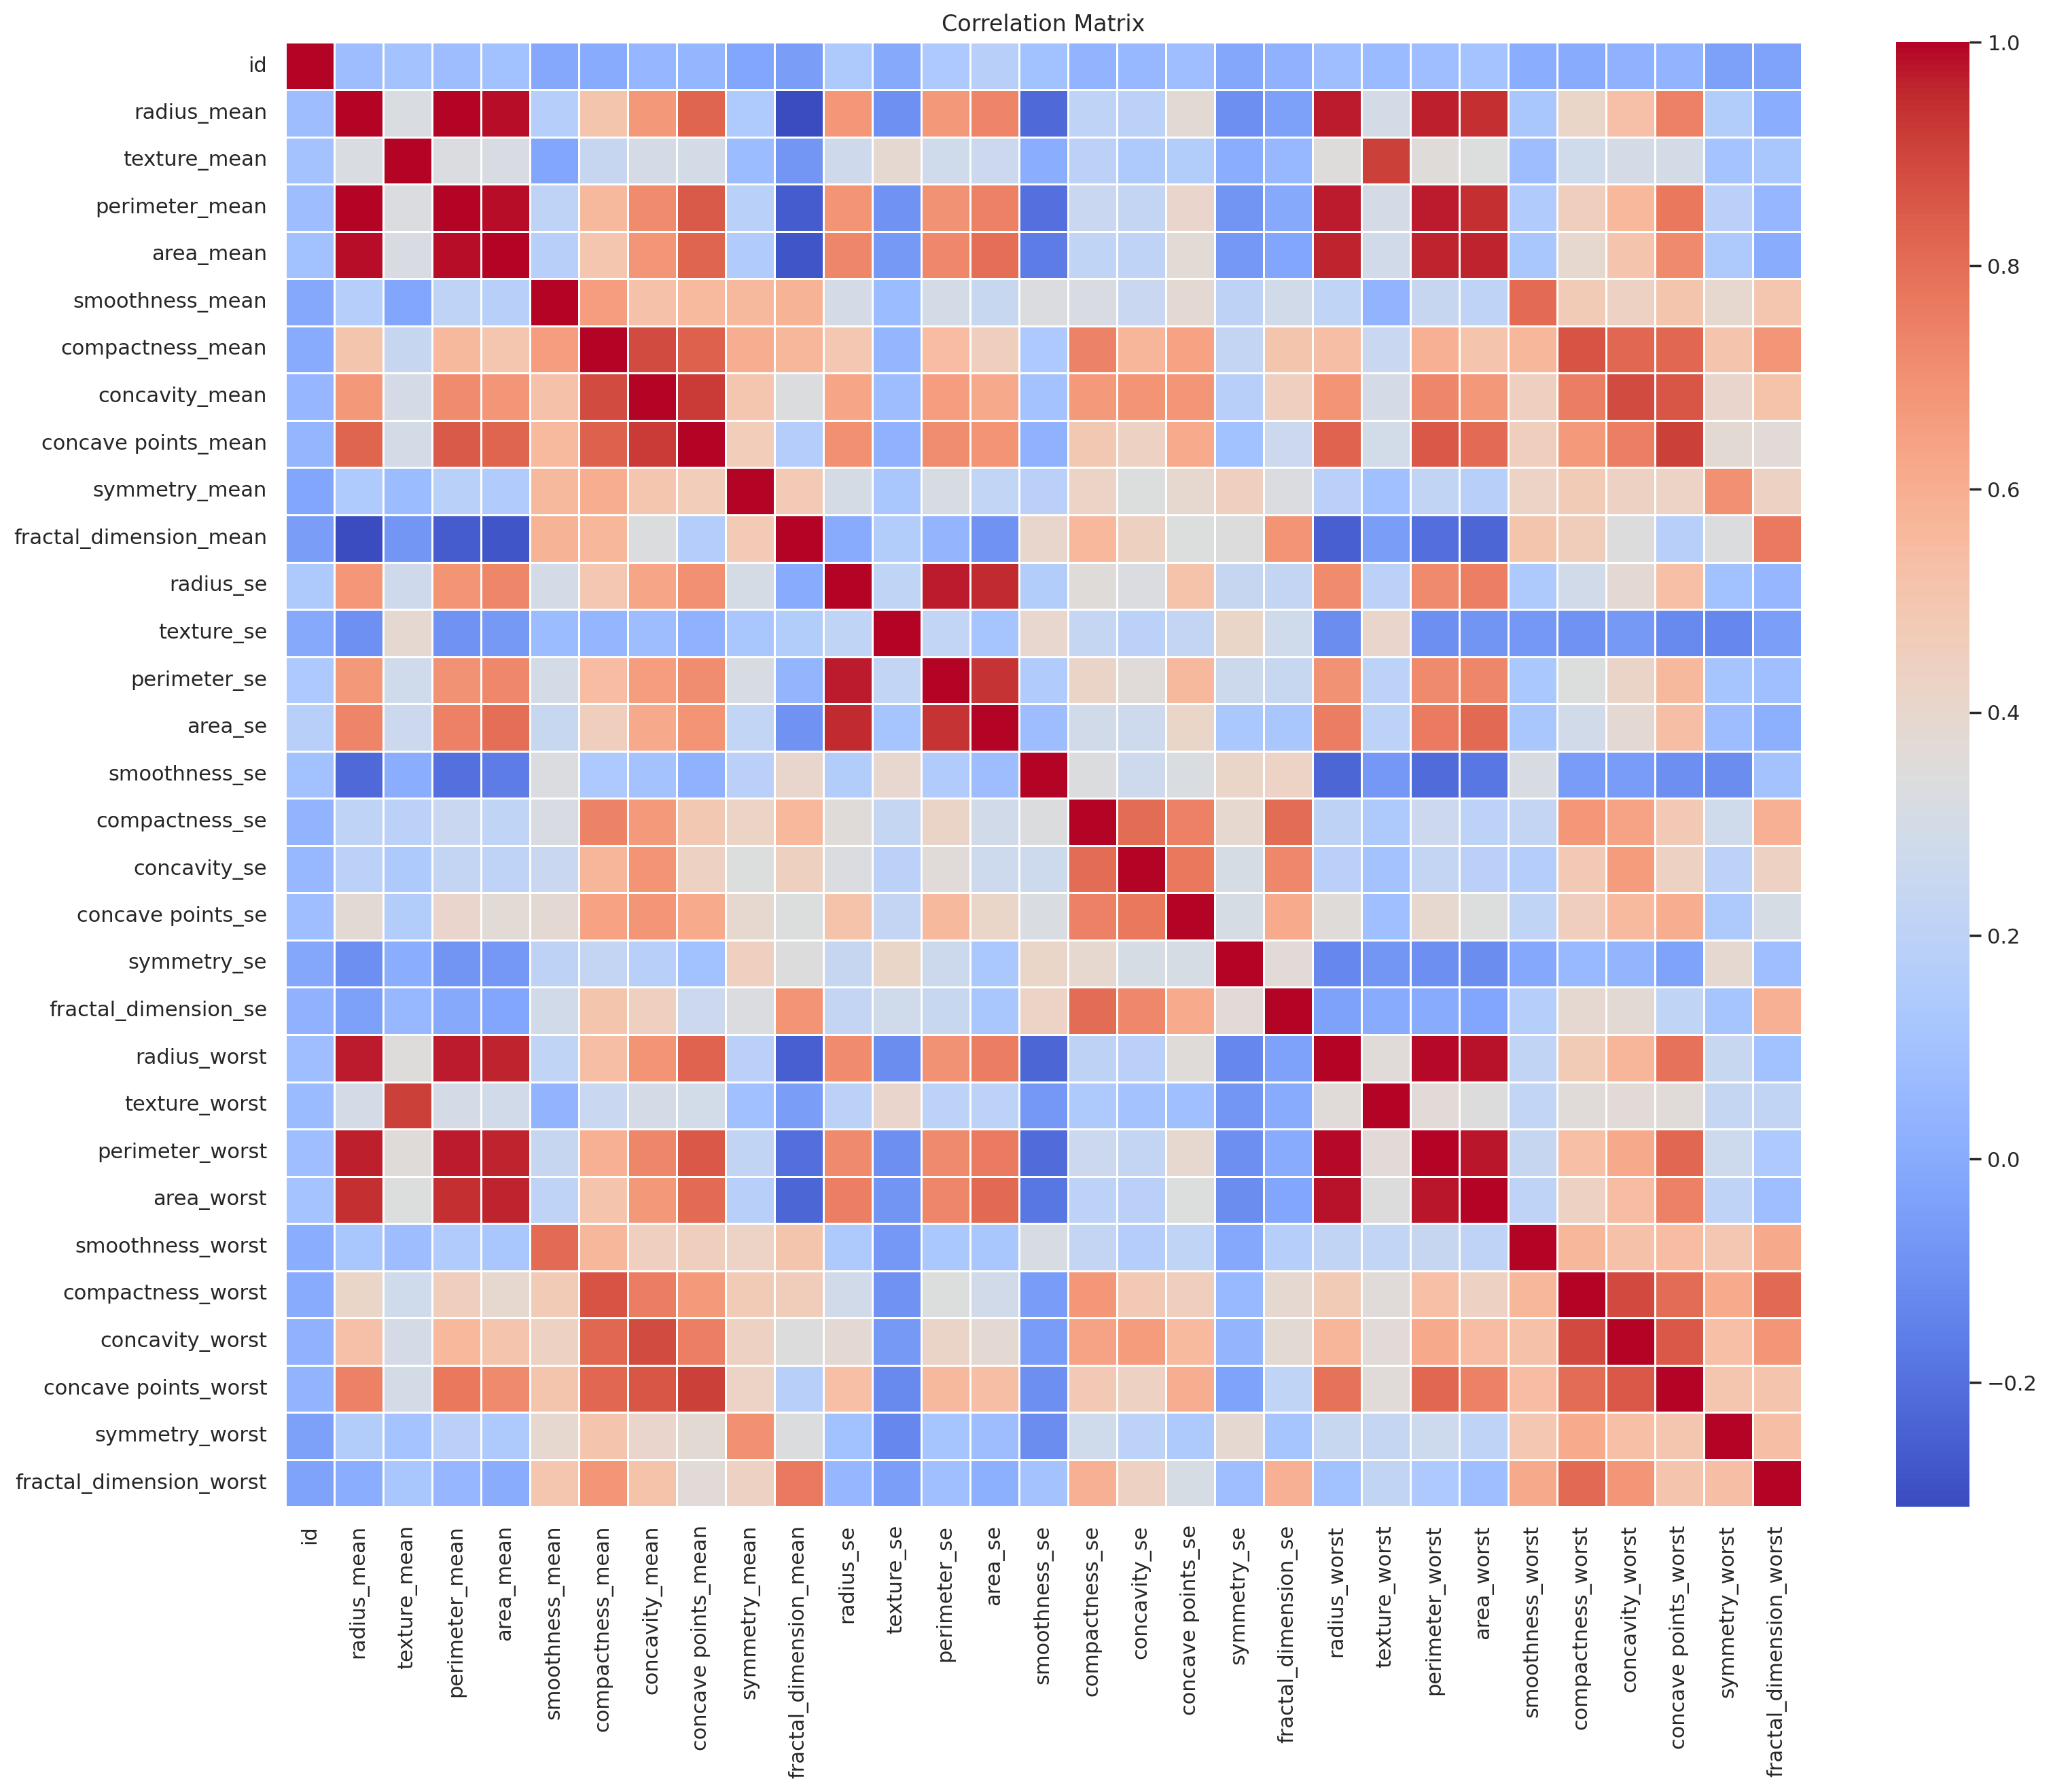 Correlation Matrix
id
radius_mean
texture_mean
perimeter_mean
area_mean
smoothness_mean
compactness_mean
concavity_mean
concave points_mean
symmetry_mean
fractal_dimension_mean
radius_se
texture_se
perimeter_se
area_se
smoothness_se
compactness_se
concavity_se
concave points_se
symmetry_se
fractal_dimension_se
radius_worst
texture_worst
perimeter_worst
area_worst
smoothness_worst
compactness_worst
concavity_worst
concave points_worst
symmetry_worst
fractal_dimension_worst
id
radius_mean
texture_mean
perimeter_mean
area_mean
smoothness_mean
compactness_mean
concavity_mean
concave points_mean
symmetry_mean
fractal_dimension_mean
radius_se
texture_se
perimeter_se
area_se
smoothness_se
compactness_se
concavity_se
concave points_se
symmetry_se
fractal_dimension_se
radius_worst
texture_worst
perimeter_worst
area_worst
smoothness_worst
compactness_worst
concavity_worst
concave points_worst
symmetry_worst
fractal_dimension_worst
1.0
0.8
0.6
0.4
0.2
0.0
−0.2